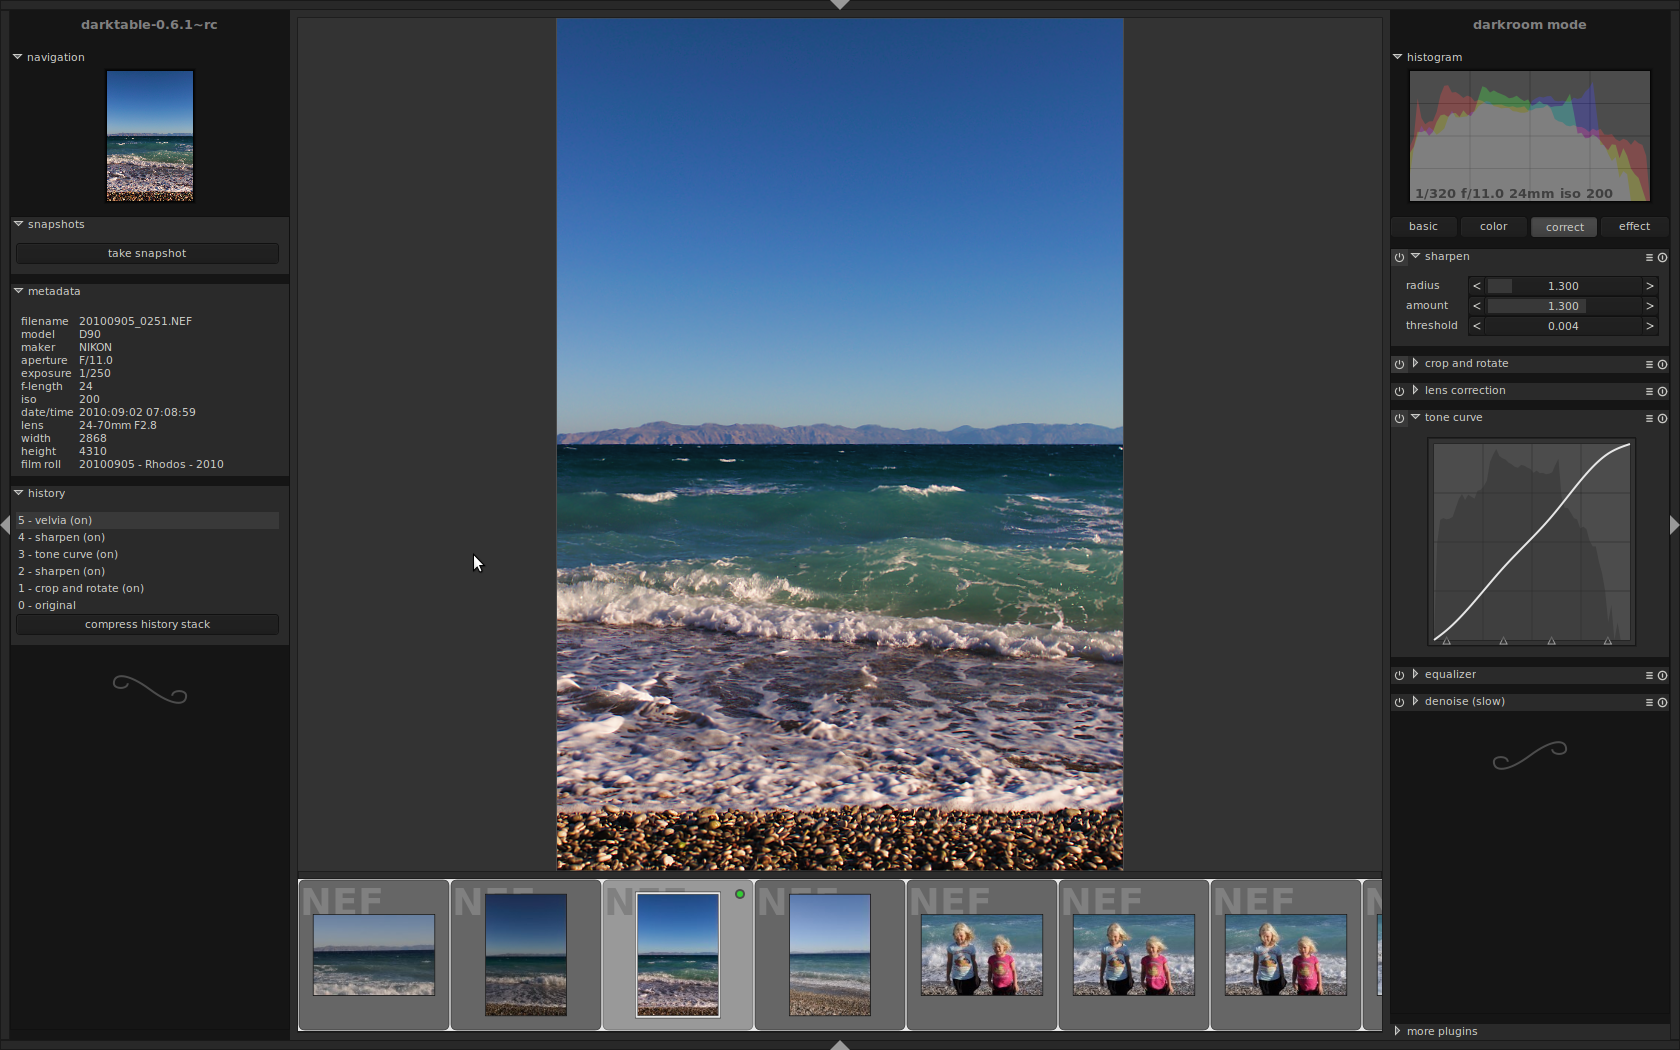 darktable-0.6.1~rc
navigation
snapshots
take snapshot
metadata
filename 20100905_0251.NEF
model D90
maker NIKON
aperture F/11.0
exposure 1/250
f-length 24
iso 200
date/time 2010:09:02 07:08:59
lens 24-70mm F2.8
width 2868
height 4310
film roll 20100905 - Rhodos - 2010
history
5 - velvia (on)
4 - sharpen (on)
3 - tone curve (on)
2 - sharpen (on)
1 - crop and rotate (on)
0 - original
compress history stack
NEF
N
N
N
NEF
NEF
NEF
N
darkroom mode
histogram
1/320 f/11.0 24mm iso 200
basic color correct effect
sharpen
radius < 1.300 >
amount < 1.300 >
threshold < 0.004 >
crop and rotate
lens correction
tone curve
equalizer
denoise (slow)
more plugins